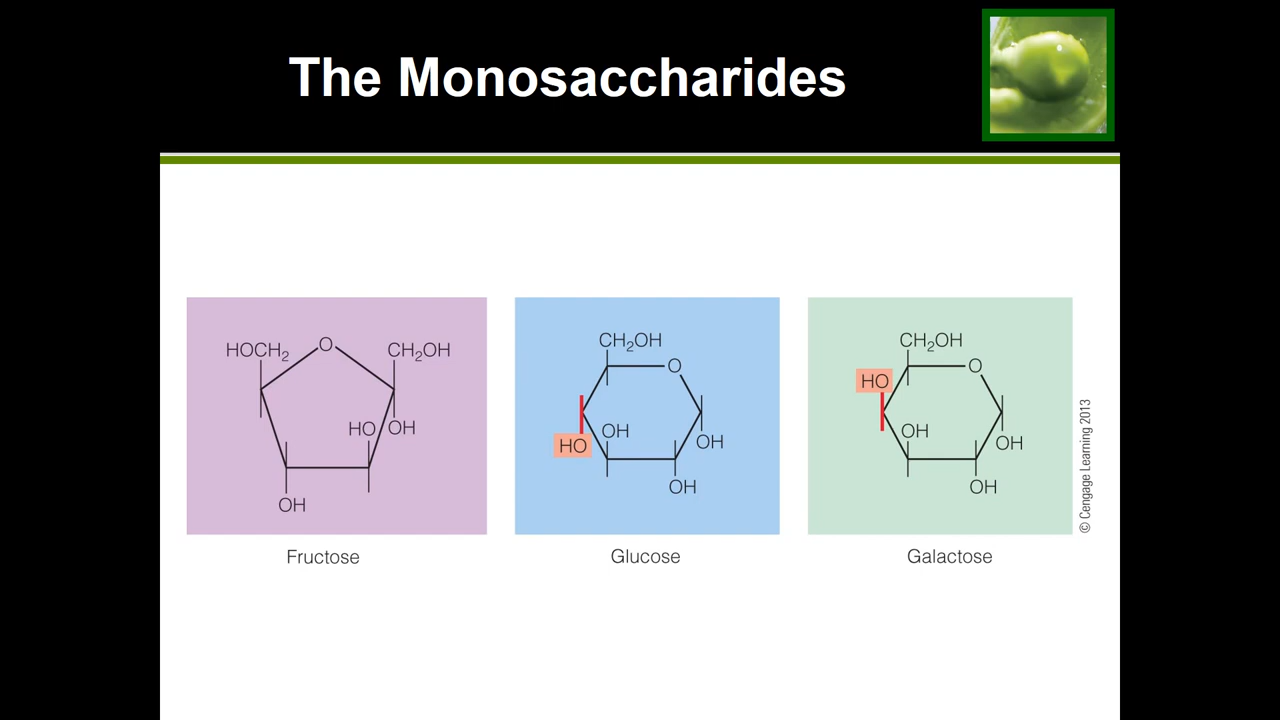 The Monosaccharides
HOCH₂
O
CH₂OH
HO
OH
OH
Fructose
CH₂OH
O
HO
OH
OH
OH
Glucose
CH₂OH
O
HO
OH
OH
OH
Galactose
© Cengage Learning 2013